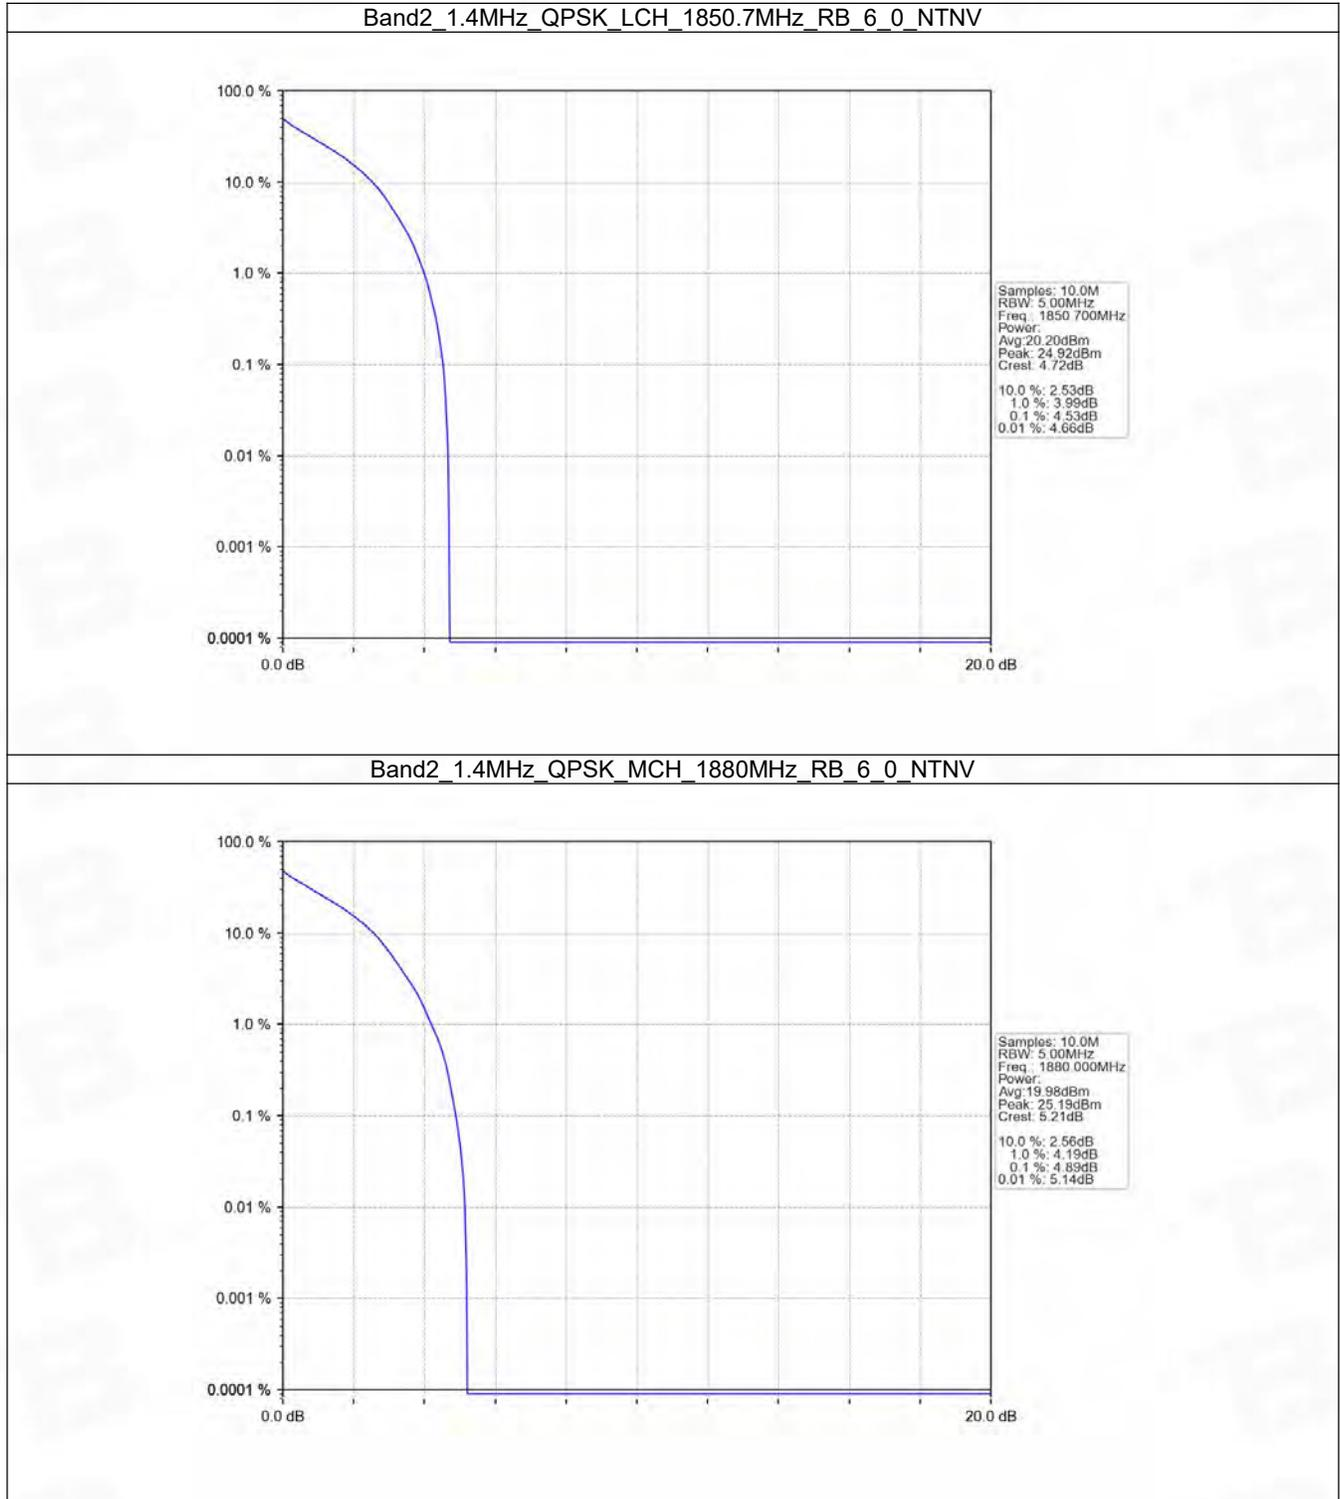 Band2_1.4MHz_QPSK_LCH_1850.7MHz_RB_6_0_NTNV
100.0 %
10.0 %
1.0 %
0.1 %
0.01 %
0.001 %
0.0001 %
0.0 dB
20.0 dB
Samples: 10.0M
RBW: 5.00MHz
Freq.: 1850.700MHz
Power:
Avg:20.20dBm
Peak: 24.92dBm
Crest: 4.72dB
10.0 %: 2.53dB
1.0 %: 3.99dB
0.1 %: 4.53dB
0.01 %: 4.66dB
Band2_1.4MHz_QPSK_MCH_1880MHz_RB_6_0_NTNV
100.0 %
10.0 %
1.0 %
0.1 %
0.01 %
0.001 %
0.0001 %
0.0 dB
20.0 dB
Samples: 10.0M
RBW: 5.00MHz
Freq.: 1880.000MHz
Power:
Avg:19.98dBm
Peak: 25.19dBm
Crest: 5.21dB
10.0 %: 2.56dB
1.0 %: 4.19dB
0.1 %: 4.89dB
0.01 %: 5.14dB